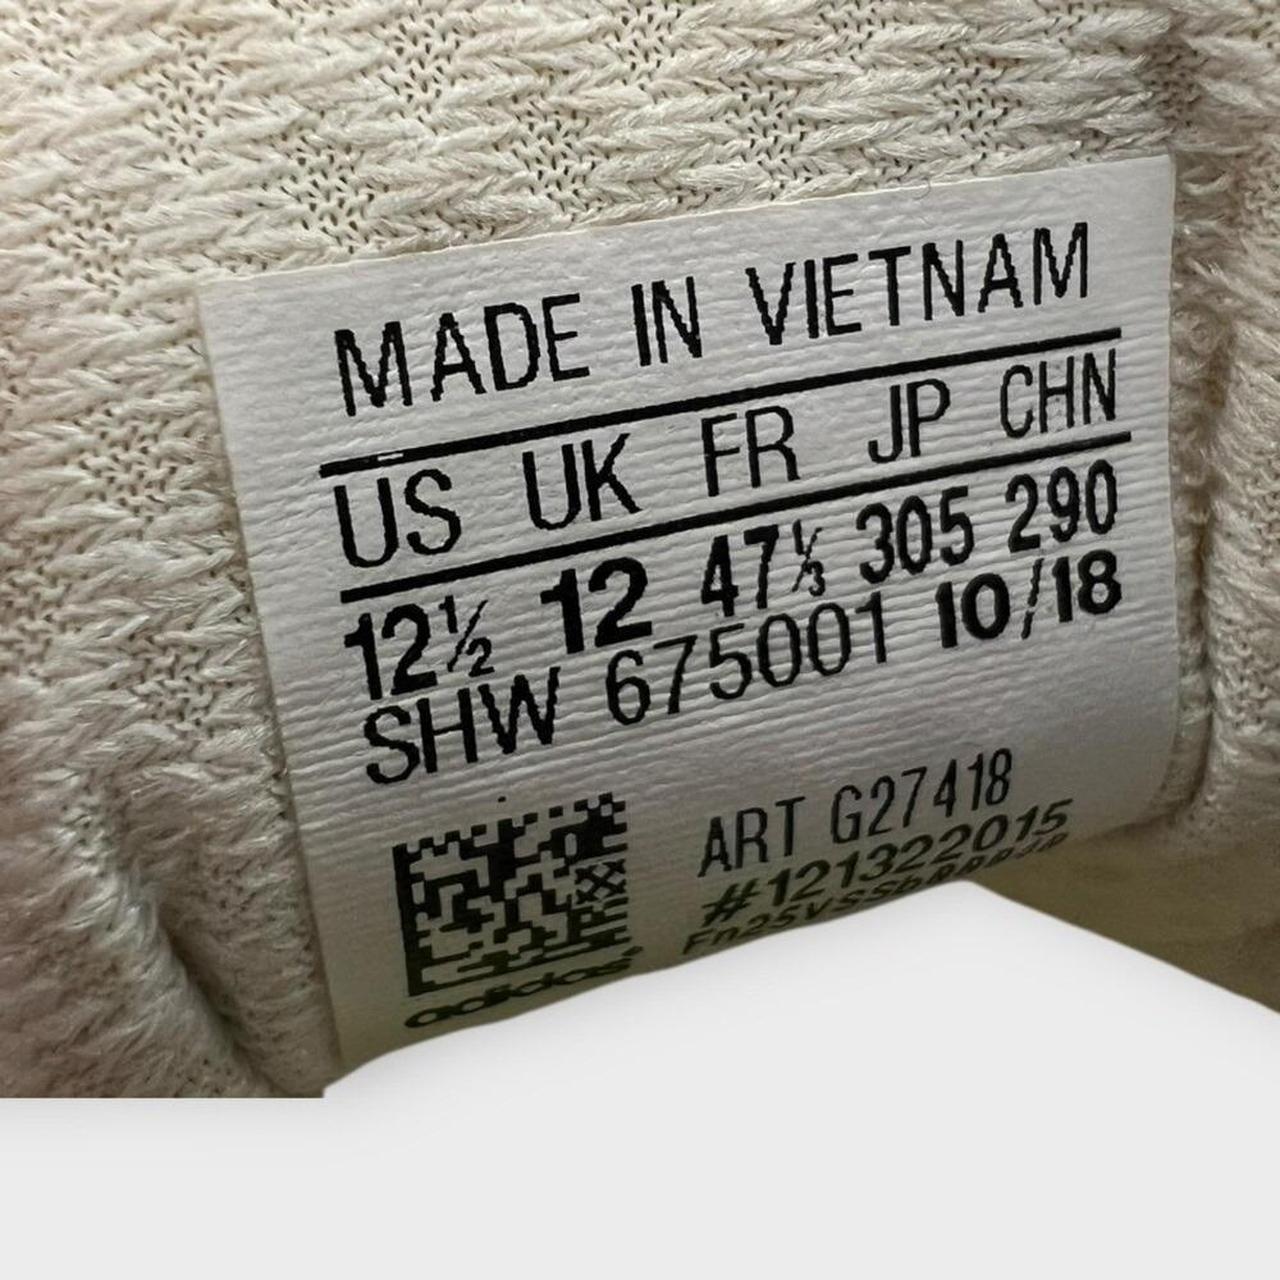 MADE IN VIETNAM
US UK FR JP CHN
12½ 12 47⅓ 305 290
SHW 675001 10/18
ART G27418
#121322015
adidas